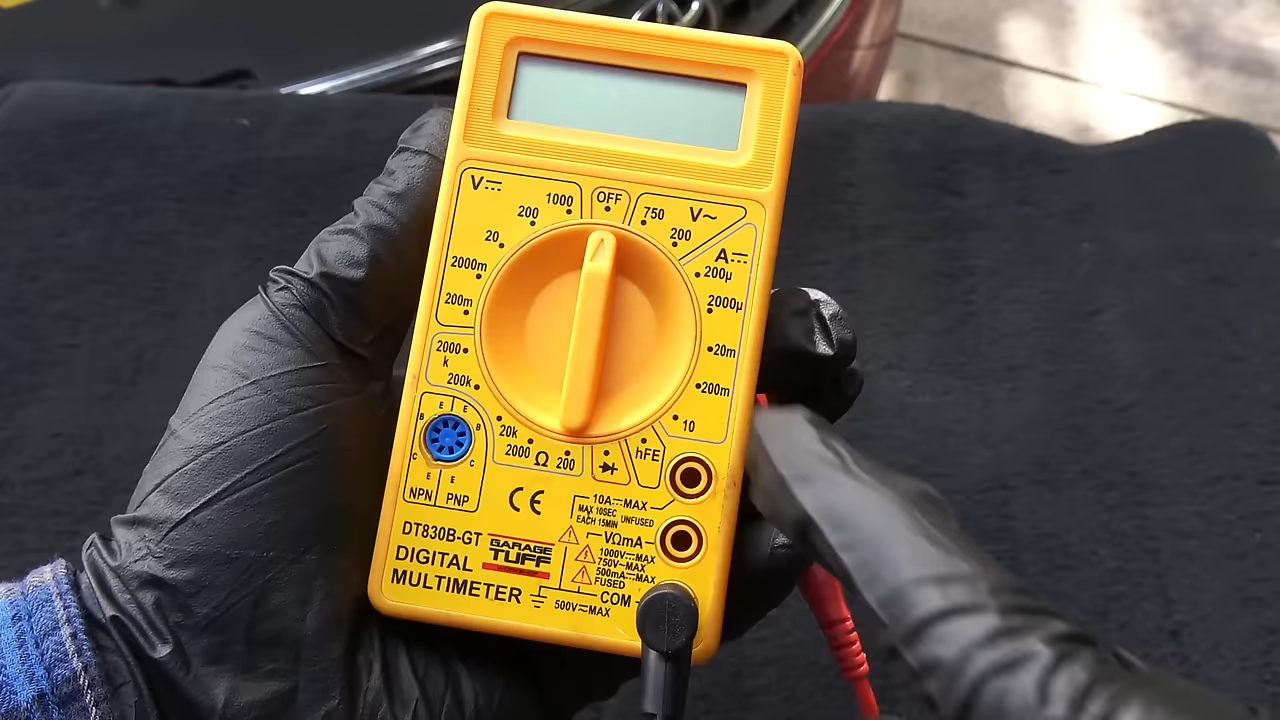 V⎓
1000
OFF
750
V~
200
200
20
2000m
200m
A⎓
200µ
2000µ
20m
200m
10
2000
k
200k
20k
2000
Ω
200
hFE
E
E
B
B
C
C
E
E
NPN
PNP
CE
10A⎓MAX
MAX 10SEC UNFUSED
EACH 15MIN
VΩmA
1000V⎓MAX
750V~MAX
500mA⎓MAX
FUSED
COM
500V≂MAX
DT830B-GT
GARAGE
TUFF
DIGITAL
MULTIMETER